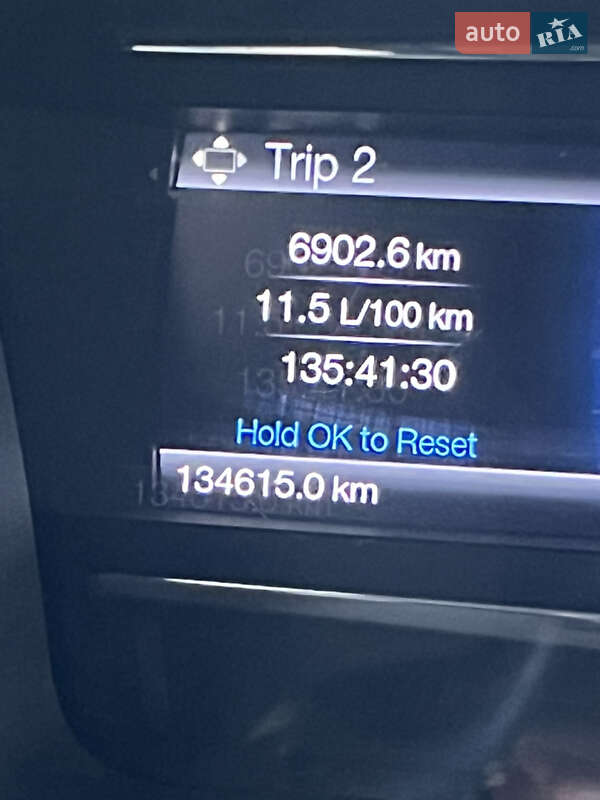 auto RIA .com
Trip 2
6902.6 km
11.5 L/100 km
135:41:30
Hold OK to Reset
134615.0 km